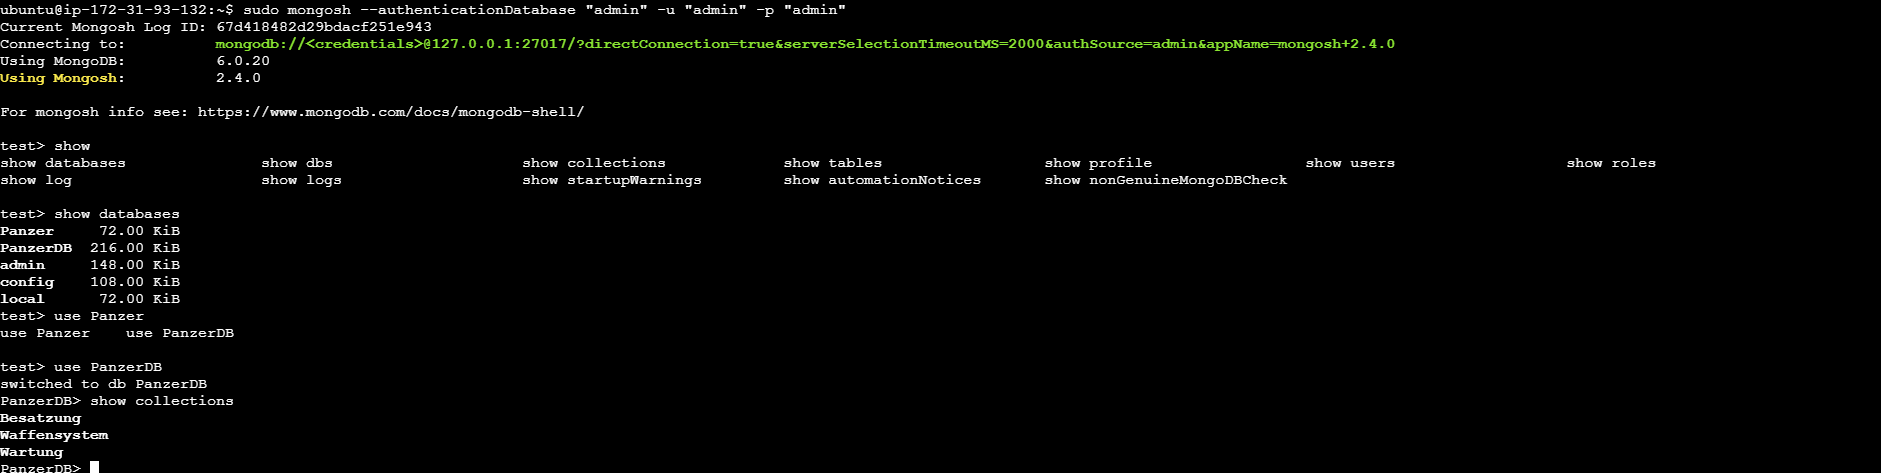 ubuntu@ip-172-31-93-132:~$ sudo mongosh --authenticationDatabase "admin" -u "admin" -p "admin"
Current Mongosh Log ID: 67d418482d29bdacf251e943
Connecting to: mongodb://<credentials>@127.0.0.1:27017/?directConnection=true&serverSelectionTimeoutMS=2000&authSource=admin&appName=mongosh+2.4.0
Using MongoDB: 6.0.20
Using Mongosh: 2.4.0
For mongosh info see: https://www.mongodb.com/docs/mongodb-shell/
test> show
show databases show dbs show collections show tables show profile show users show roles
show log show logs show startupWarnings show automationNotices show nonGenuineMongoDBCheck
test> show databases
Panzer 72.00 KiB
PanzerDB 216.00 KiB
admin 148.00 KiB
config 108.00 KiB
local 72.00 KiB
test> use Panzer
use Panzer use PanzerDB
test> use PanzerDB
switched to db PanzerDB
PanzerDB> show collections
Besatzung
Waffensystem
Wartung
PanzerDB>